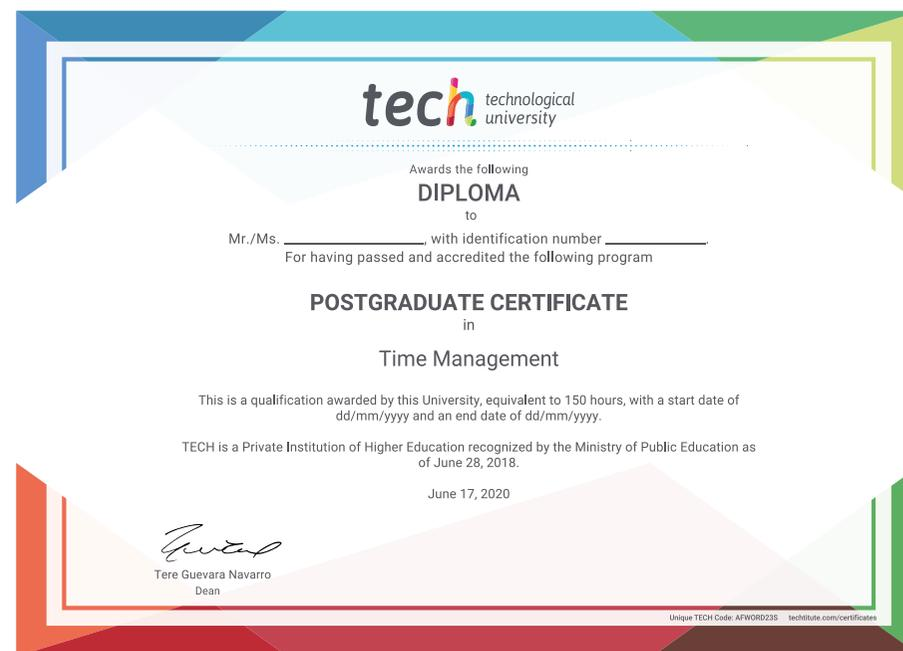 tech technological
university
Awards the following
DIPLOMA
to
Mr./Ms. ____________________, with identification number ______________.
For having passed and accredited the following program
POSTGRADUATE CERTIFICATE
in
Time Management
This is a qualification awarded by this University, equivalent to 150 hours, with a start date of
dd/mm/yyyy and an end date of dd/mm/yyyy.
TECH is a Private Institution of Higher Education recognized by the Ministry of Public Education as
of June 28, 2018.
June 17, 2020
Tere Guevara Navarro
Dean
Unique TECH Code: AFWORD23S techtitute.com/certificates